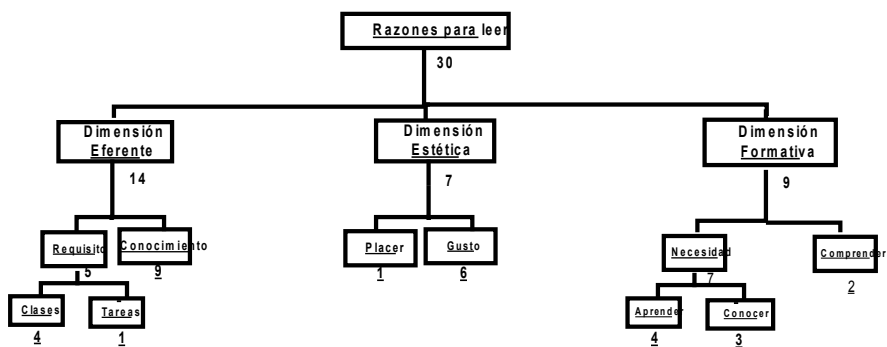 Razones para leer
30
Dimensión
Eferente
14
Dimensión
Estética
7
Dimensión
Formativa
9
Requisito
5
Conocimiento
9
Placer
1
Gusto
6
Necesidad
7
Comprender
2
Clases
4
Tareas
1
Aprender
4
Conocer
3